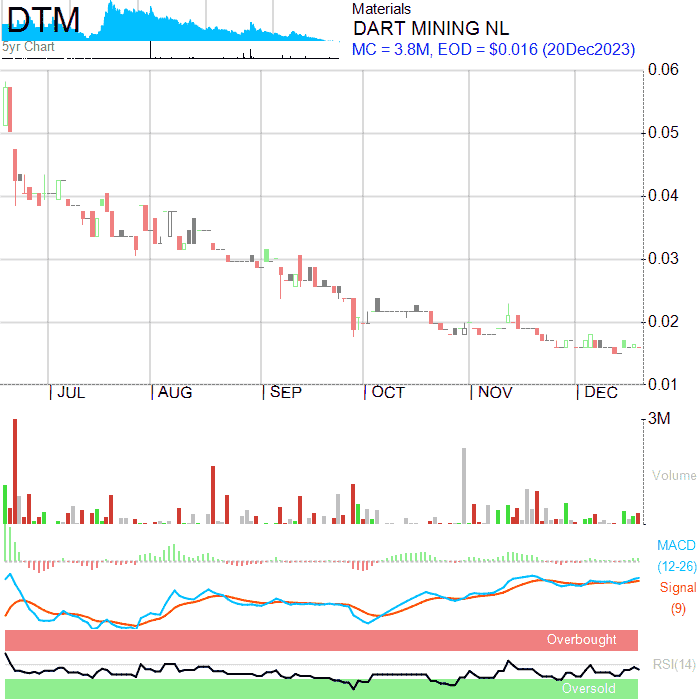 DTM
5yr Chart
Materials
DART MINING NL
MC = 3.8M, EOD = $0.016 (20Dec2023)
0.06
0.05
0.04
0.03
0.02
0.01
JUL AUG SEP OCT NOV DEC
3M
Volume
MACD
(12-26)
Signal
(9)
Overbought
RSI(14)
Oversold